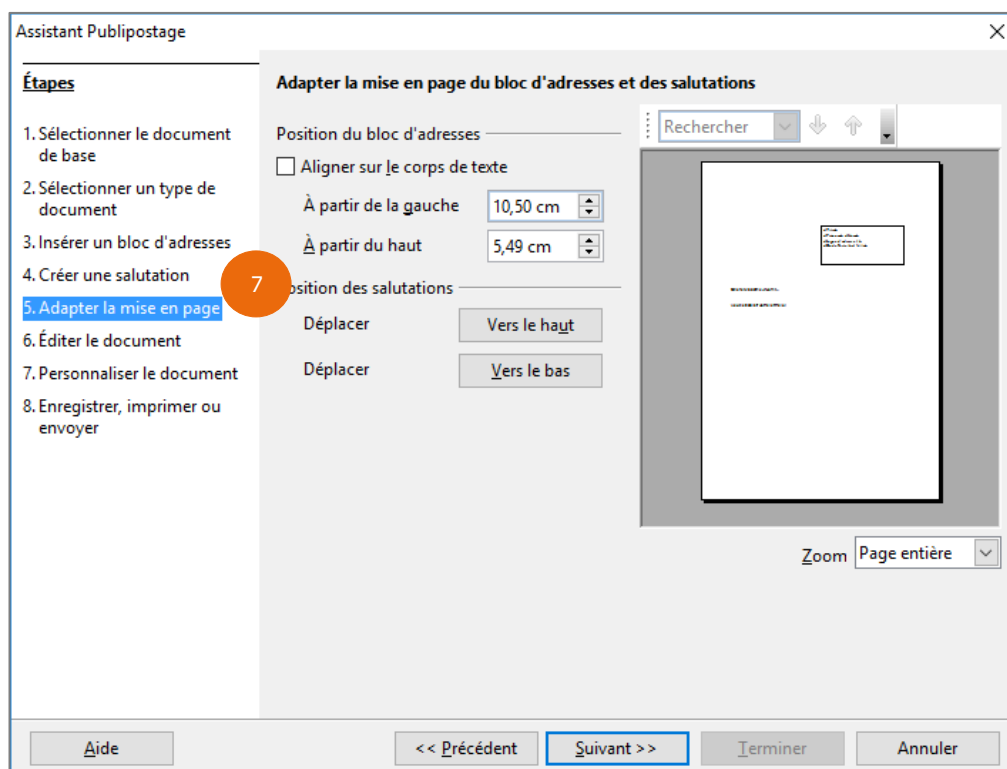 Assistant Publipostage
Étapes
1. Sélectionner le document
de base
2. Sélectionner un type de
document
3. Insérer un bloc d'adresses
4. Créer une salutation
5. Adapter la mise en page
6. Éditer le document
7. Personnaliser le document
8. Enregistrer, imprimer ou
envoyer
7
Adapter la mise en page du bloc d'adresses et des salutations
Position du bloc d'adresses
Aligner sur le corps de texte
À partir de la gauche 10,50 cm
À partir du haut 5,49 cm
osition des salutations
Déplacer Vers le haut
Déplacer Vers le bas
Rechercher
Zoom Page entière
Aide << Précédent Suivant >> Terminer Annuler